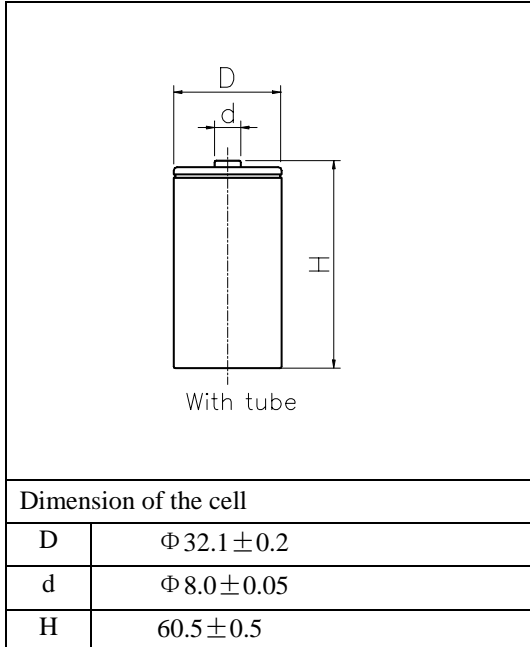 D
d
H
With tube
Dimension of the cell
D Φ32.1±0.2
d Φ8.0±0.05
H 60.5±0.5